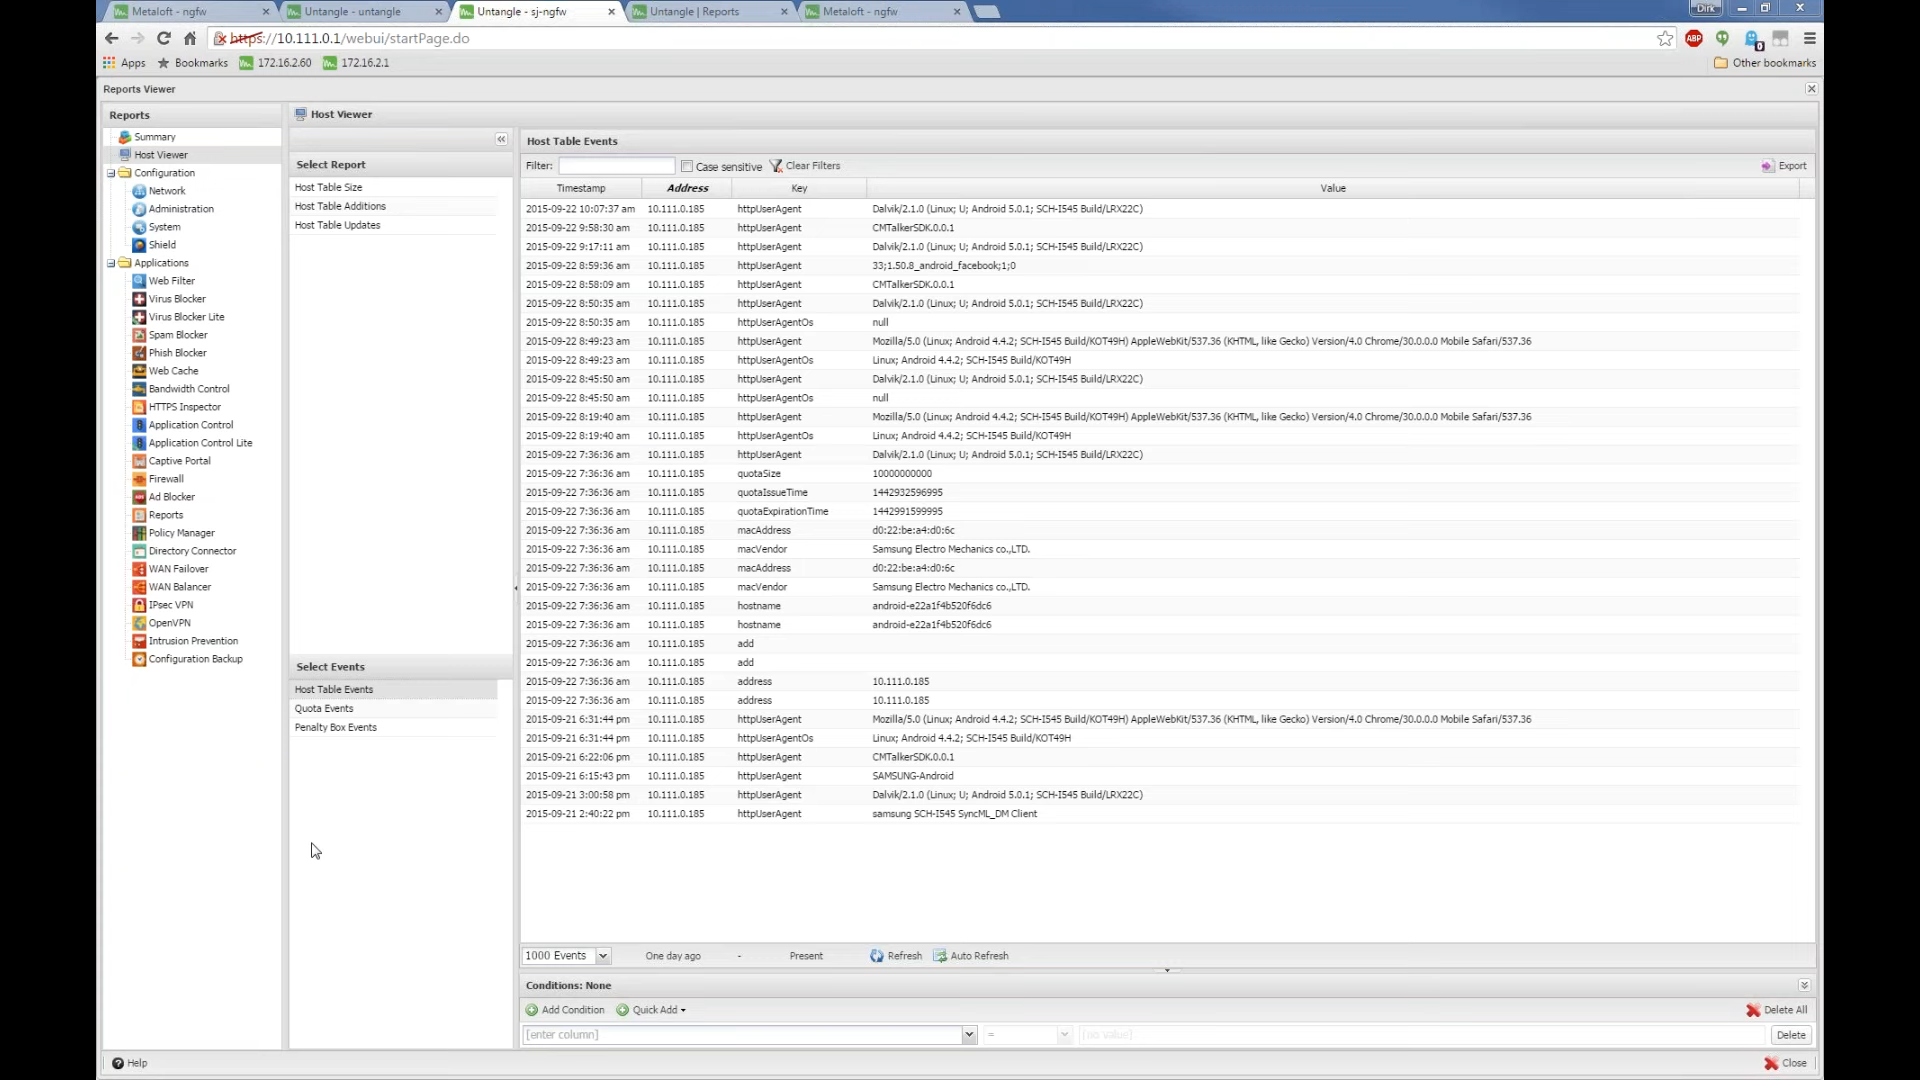 Metaloft - ngfw
Untangle - untangle
Untangle - sj-ngfw
Untangle | Reports
Metaloft - ngfw
Dirk
https://10.111.0.1/webui/startPage.do
ABP
0
Apps
Bookmarks
172.16.2.60
172.16.2.1
Other bookmarks
Reports Viewer
Reports
Summary
Host Viewer
Configuration
Network
Administration
System
Shield
Applications
Web Filter
Virus Blocker
Virus Blocker Lite
Spam Blocker
Phish Blocker
Web Cache
Bandwidth Control
HTTPS Inspector
Application Control
Application Control Lite
Captive Portal
Firewall
Ad Blocker
Reports
Policy Manager
Directory Connector
WAN Failover
WAN Balancer
IPsec VPN
OpenVPN
Intrusion Prevention
Configuration Backup
Host Viewer
Select Report
Host Table Size
Host Table Additions
Host Table Updates
Select Events
Host Table Events
Quota Events
Penalty Box Events
Host Table Events
Filter: Case sensitive Clear Filters Export
Timestamp Address Key Value
2015-09-22 10:07:37 am 10.111.0.185 httpUserAgent Dalvik/2.1.0 (Linux; U; Android 5.0.1; SCH-I545 Build/LRX22C)
2015-09-22 9:58:30 am 10.111.0.185 httpUserAgent CMTalkerSDK.0.0.1
2015-09-22 9:17:11 am 10.111.0.185 httpUserAgent Dalvik/2.1.0 (Linux; U; Android 5.0.1; SCH-I545 Build/LRX22C)
2015-09-22 8:59:36 am 10.111.0.185 httpUserAgent 33;1.50.8_android_facebook;1;0
2015-09-22 8:58:09 am 10.111.0.185 httpUserAgent CMTalkerSDK.0.0.1
2015-09-22 8:50:35 am 10.111.0.185 httpUserAgent Dalvik/2.1.0 (Linux; U; Android 5.0.1; SCH-I545 Build/LRX22C)
2015-09-22 8:50:35 am 10.111.0.185 httpUserAgentOs null
2015-09-22 8:49:23 am 10.111.0.185 httpUserAgent Mozilla/5.0 (Linux; Android 4.4.2; SCH-I545 Build/KOT49H) AppleWebKit/537.36 (KHTML, like Gecko) Version/4.0 Chrome/30.0.0.0 Mobile Safari/537.36
2015-09-22 8:49:23 am 10.111.0.185 httpUserAgentOs Linux; Android 4.4.2; SCH-I545 Build/KOT49H
2015-09-22 8:45:50 am 10.111.0.185 httpUserAgent Dalvik/2.1.0 (Linux; U; Android 5.0.1; SCH-I545 Build/LRX22C)
2015-09-22 8:45:50 am 10.111.0.185 httpUserAgentOs null
2015-09-22 8:19:40 am 10.111.0.185 httpUserAgent Mozilla/5.0 (Linux; Android 4.4.2; SCH-I545 Build/KOT49H) AppleWebKit/537.36 (KHTML, like Gecko) Version/4.0 Chrome/30.0.0.0 Mobile Safari/537.36
2015-09-22 8:19:40 am 10.111.0.185 httpUserAgentOs Linux; Android 4.4.2; SCH-I545 Build/KOT49H
2015-09-22 7:36:36 am 10.111.0.185 httpUserAgent Dalvik/2.1.0 (Linux; U; Android 5.0.1; SCH-I545 Build/LRX22C)
2015-09-22 7:36:36 am 10.111.0.185 quotaSize 10000000000
2015-09-22 7:36:36 am 10.111.0.185 quotaIssueTime 1442932596995
2015-09-22 7:36:36 am 10.111.0.185 quotaExpirationTime 1442991599995
2015-09-22 7:36:36 am 10.111.0.185 macAddress d0:22:be:a4:d0:6c
2015-09-22 7:36:36 am 10.111.0.185 macVendor Samsung Electro Mechanics co.,LTD.
2015-09-22 7:36:36 am 10.111.0.185 macAddress d0:22:be:a4:d0:6c
2015-09-22 7:36:36 am 10.111.0.185 macVendor Samsung Electro Mechanics co.,LTD.
2015-09-22 7:36:36 am 10.111.0.185 hostname android-e22a1f4b520f6dc6
2015-09-22 7:36:36 am 10.111.0.185 hostname android-e22a1f4b520f6dc6
2015-09-22 7:36:36 am 10.111.0.185 add
2015-09-22 7:36:36 am 10.111.0.185 add
2015-09-22 7:36:36 am 10.111.0.185 address 10.111.0.185
2015-09-22 7:36:36 am 10.111.0.185 address 10.111.0.185
2015-09-21 6:31:44 pm 10.111.0.185 httpUserAgent Mozilla/5.0 (Linux; Android 4.4.2; SCH-I545 Build/KOT49H) AppleWebKit/537.36 (KHTML, like Gecko) Version/4.0 Chrome/30.0.0.0 Mobile Safari/537.36
2015-09-21 6:31:44 pm 10.111.0.185 httpUserAgentOs Linux; Android 4.4.2; SCH-I545 Build/KOT49H
2015-09-21 6:22:06 pm 10.111.0.185 httpUserAgent CMTalkerSDK.0.0.1
2015-09-21 6:15:43 pm 10.111.0.185 httpUserAgent SAMSUNG-Android
2015-09-21 3:00:58 pm 10.111.0.185 httpUserAgent Dalvik/2.1.0 (Linux; U; Android 5.0.1; SCH-I545 Build/LRX22C)
2015-09-21 2:40:22 pm 10.111.0.185 httpUserAgent samsung SCH-I545 SyncML_DM Client
1000 Events One day ago - Present Refresh Auto Refresh
Conditions: None
Add Condition Quick Add Delete All
[enter column] = [no value] Delete
Help Close